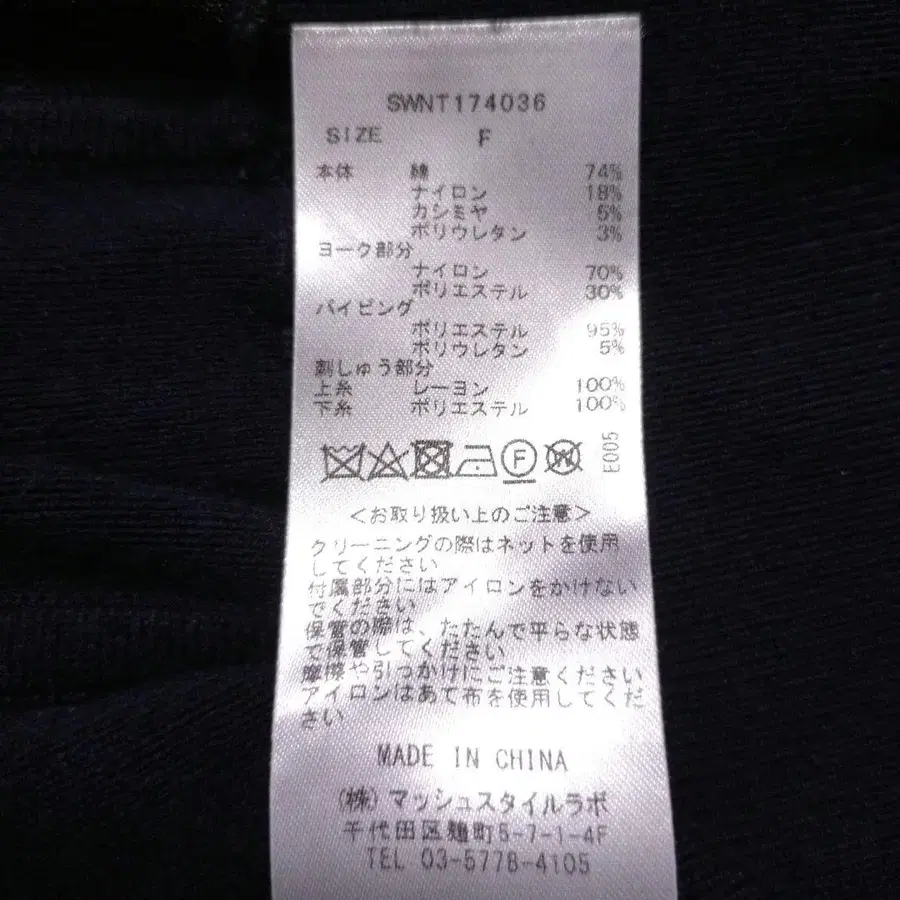 SWNT174036
SIZE F
本体 綿 74%
ナイロン 18%
カシミヤ 5%
ポリウレタン 3%
ヨーク部分
ナイロン 70%
ポリエステル 30%
パイピング
ポリエステル 95%
ポリウレタン 5%
刺しゅう部分
上糸 レーヨン 100%
下糸 ポリエステル 100%
F
W
E005
<お取り扱い上のご注意>
クリーニングの際はネットを使用
してください
付属部分にはアイロンをかけない
でください
保管の際は、たたんで平らな状態
で保管してください
摩擦や引っかけにご注意ください
アイロンはあて布を使用してくだ
さい
MADE IN CHINA
(株)マッシュスタイルラボ
千代田区麹町5-7-1-4F
TEL 03-5778-4105